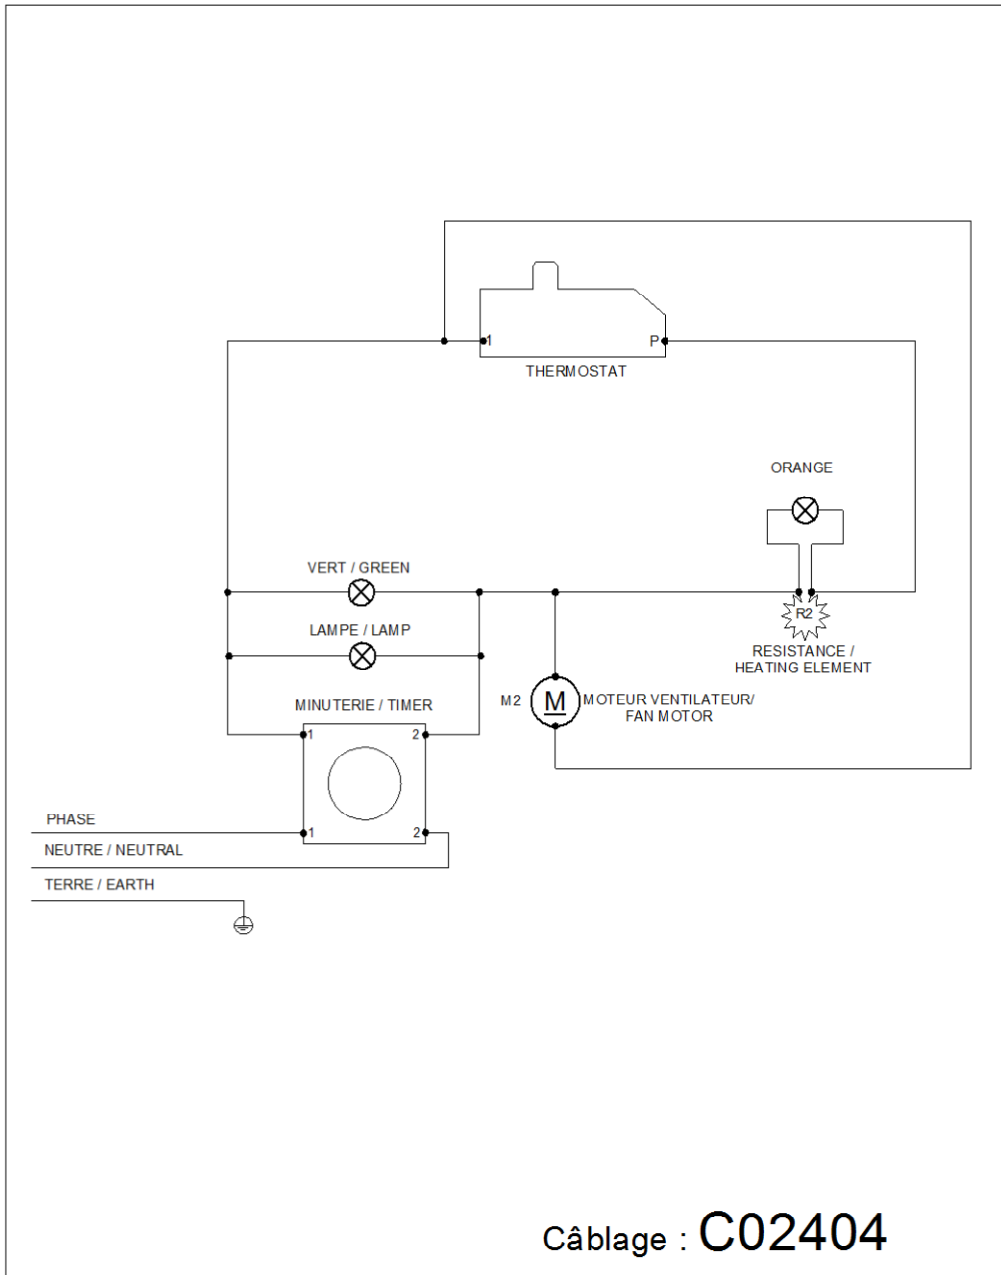 1
P
THERMOSTAT
ORANGE
VERT / GREEN
LAMPE / LAMP
R2
RESISTANCE /
HEATING ELEMENT
MINUTERIE / TIMER
M2
M
MOTEUR VENTILATEUR/
FAN MOTOR
1
2
PHASE
1
2
NEUTRE / NEUTRAL
TERRE / EARTH
Câblage : C02404